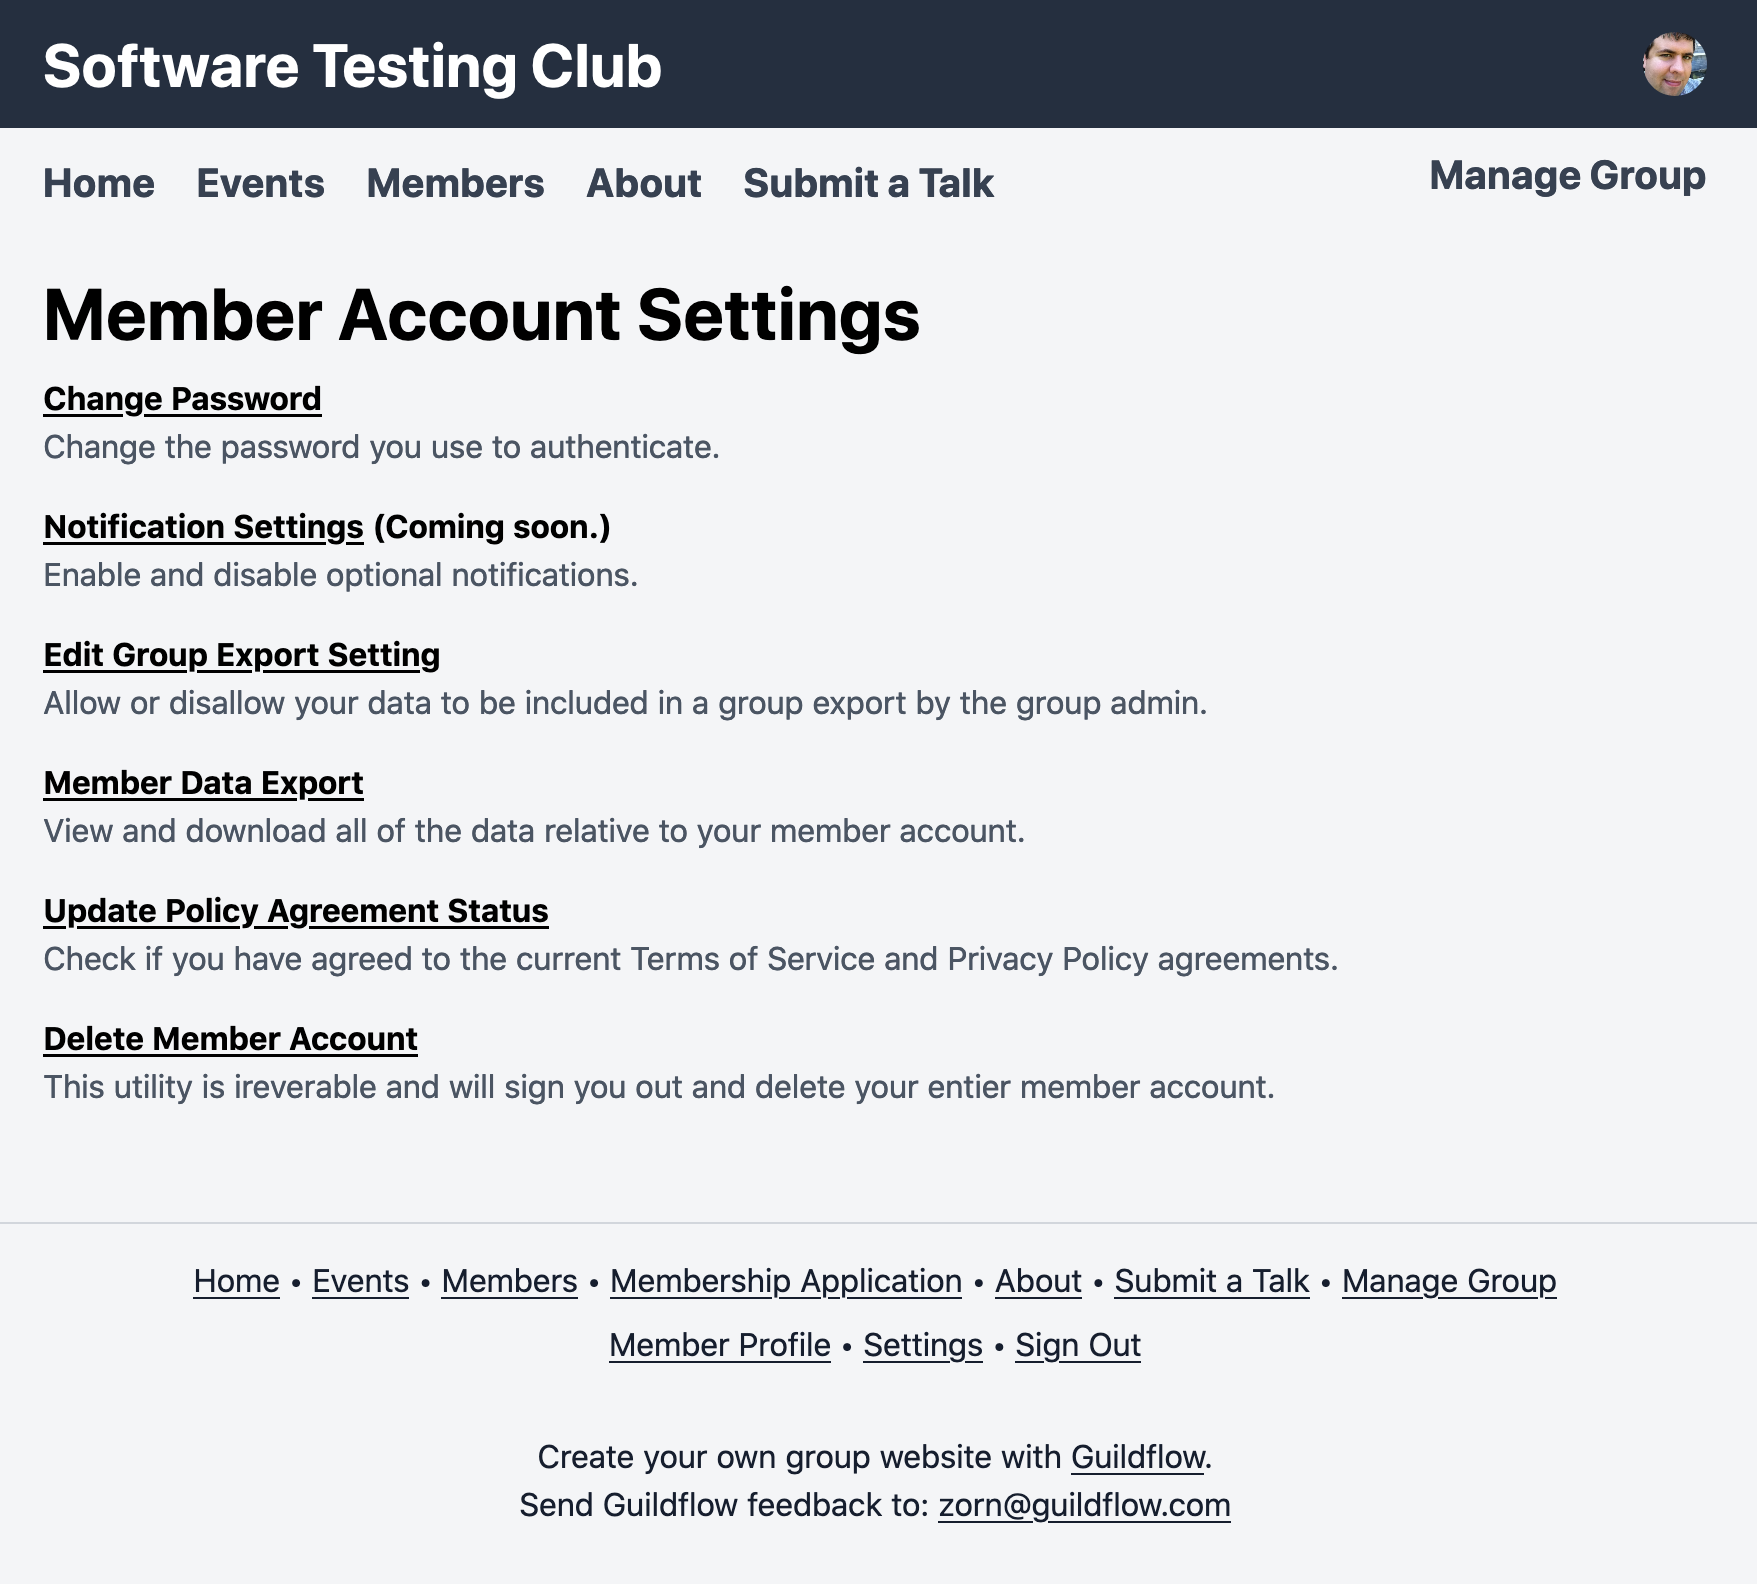 Software Testing Club
Home Events Members About Submit a Talk Manage Group
Member Account Settings
Change Password
Change the password you use to authenticate.
Notification Settings (Coming soon.)
Enable and disable optional notifications.
Edit Group Export Setting
Allow or disallow your data to be included in a group export by the group admin.
Member Data Export
View and download all of the data relative to your member account.
Update Policy Agreement Status
Check if you have agreed to the current Terms of Service and Privacy Policy agreements.
Delete Member Account
This utility is ireverable and will sign you out and delete your entier member account.
Home • Events • Members • Membership Application • About • Submit a Talk • Manage Group
Member Profile • Settings • Sign Out
Create your own group website with Guildflow.
Send Guildflow feedback to: zorn@guildflow.com